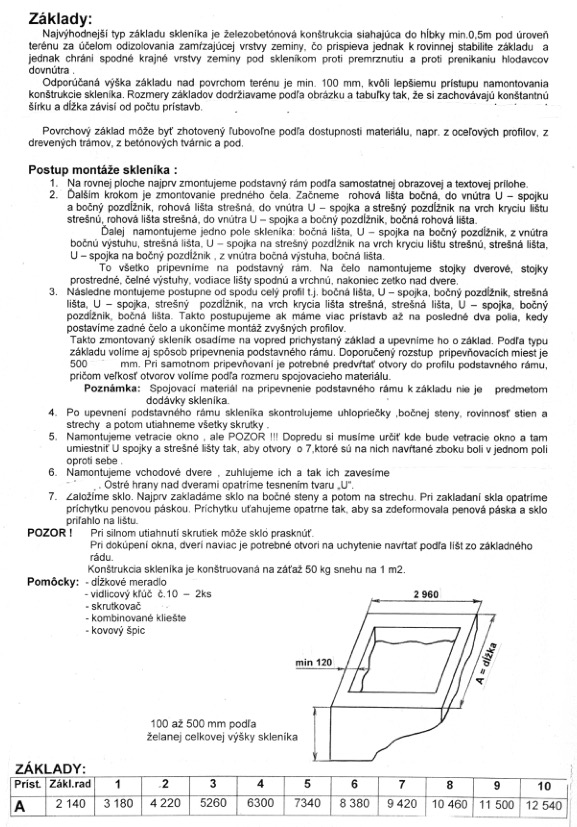 Základy:
Najvýhodnejší typ základu skleníka je železobetónová konštrukcia siahajúca do hĺbky min.0,5m pod úroveň
terénu za účelom odizolovania zamŕzajúcej vrstvy zeminy, čo prispieva jednak k rovinnej stabilite základu a
jednak chráni spodné krajné vrstvy zeminy pod skleníkom proti premrznutiu a proti prenikaniu hlodavcov
dovnútra .
Odporúčaná výška základu nad povrchom terénu je min. 100 mm, kvôli lepšiemu prístupu namontovania
konštrukcie skleníka. Rozmery základov dodržiavame podľa obrázku a tabuľky tak, že si zachovávajú konštantnú
šírku a dĺžka závisí od počtu prístavb.
Povrchový základ môže byť zhotovený ľubovoľne podľa dostupnosti materiálu, napr. z oceľových profilov, z
drevených trámov, z betónových tvárnic a pod.
Postup montáže skleníka :
1. Na rovnej ploche najprv zmontujeme podstavný rám podľa samostatnej obrazovej a textovej prílohe.
2. Ďalším krokom je zmontovanie predného čela. Začneme rohová lišta bočná, do vnútra U – spojku
a bočný pozdĺžnik, rohová lišta strešná, do vnútra U – spojka a strešný pozdĺžnik na vrch kryciu lištu
strešnú, rohová lišta strešná, do vnútra U – spojka a bočný pozdĺžnik, bočná rohová lišta.
Ďalej namontujeme jedno pole skleníka: bočná lišta, U – spojka na bočný pozdĺžnik, z vnútra
bočnú výstuhu, strešná lišta, U – spojka na strešný pozdĺžnik na vrch kryciu lištu strešnú, strešná lišta,
U – spojka na bočný pozdĺžnik , z vnútra bočná výstuha, bočná lišta.
To všetko pripevníme na podstavný rám. Na čelo namontujeme stojky dverové, stojky
prostredné, čelné výstuhy, vodiace lišty spodnú a vrchnú, nakoniec zetko nad dvere.
3. Následne montujeme postupne od spodu celý profil t.j. bočná lišta, U – spojka, bočný pozdĺžnik, strešná
lišta, U – spojka, strešný pozdĺžnik, na vrch krycia lišta strešná, strešná lišta, U – spojka, bočný
pozdĺžnik, bočná lišta. Takto postupujeme ak máme viac prístavb až na posledné dva polia, kedy
postavíme zadné čelo a ukončíme montáž zvyšných profilov.
Takto zmontovaný skleník osadíme na vopred prichystaný základ a upevníme ho o základ. Podľa typu
základu volíme aj spôsob pripevnenia podstavného rámu. Doporučený rozstup pripevňovacích miest je
500 mm. Pri samotnom pripevňovaní je potrebné predvŕtať otvory do profilu podstavného rámu,
pričom veľkosť otvorov volíme podľa rozmeru spojovacieho materiálu.
Poznámka: Spojovací materiál na pripevnenie podstavného rámu k základu nie je predmetom
dodávky skleníka.
4. Po upevnení podstavného rámu skleníka skontrolujeme uhlopriečky ,bočnej steny, rovinnosť stien a
strechy a potom utiahneme všetky skrutky .
5. Namontujeme vetracie okno , ale POZOR !!! Dopredu si musíme určiť kde bude vetracie okno a tam
umiestniť U spojky a strešné lišty tak, aby otvory o 7,ktoré sú na nich navŕtané zboku boli v jednom poli
oproti sebe .
6. Namontujeme vchodové dvere , zuhlujeme ich a tak ich zavesíme
. Ostré hrany nad dverami opatríme tesnením tvaru „U".
7. Založíme sklo. Najprv zakladáme sklo na bočné steny a potom na strechu. Pri zakladaní skla opatríme
príchytku penovou páskou. Príchytku uťahujeme opatrne tak, aby sa zdeformovala penová páska a sklo
priľahlo na lištu.
POZOR ! Pri silnom utiahnutí skrutiek môže sklo prasknúť.
Pri dokúpení okna, dverí naviac je potrebné otvori na uchytenie navŕtať podľa líšt zo základného
rádu.
Konštrukcia skleníka je konštruovaná na záťaž 50 kg snehu na 1 m2.
Pomôcky: - dĺžkové meradlo
- vidlicový kľúč č.10 – 2ks
- skrutkovač
- kombinované kliešte
- kovový špic
2 960
min 120
A = dĺžka
100 až 500 mm podľa
želanej celkovej výšky skleníka
ZÁKLADY:
Príst. Zákl.rad 1 2 3 4 5 6 7 8 9 10
A 2 140 3 180 4 220 5260 6300 7340 8 380 9 420 10 460 11 500 12 540